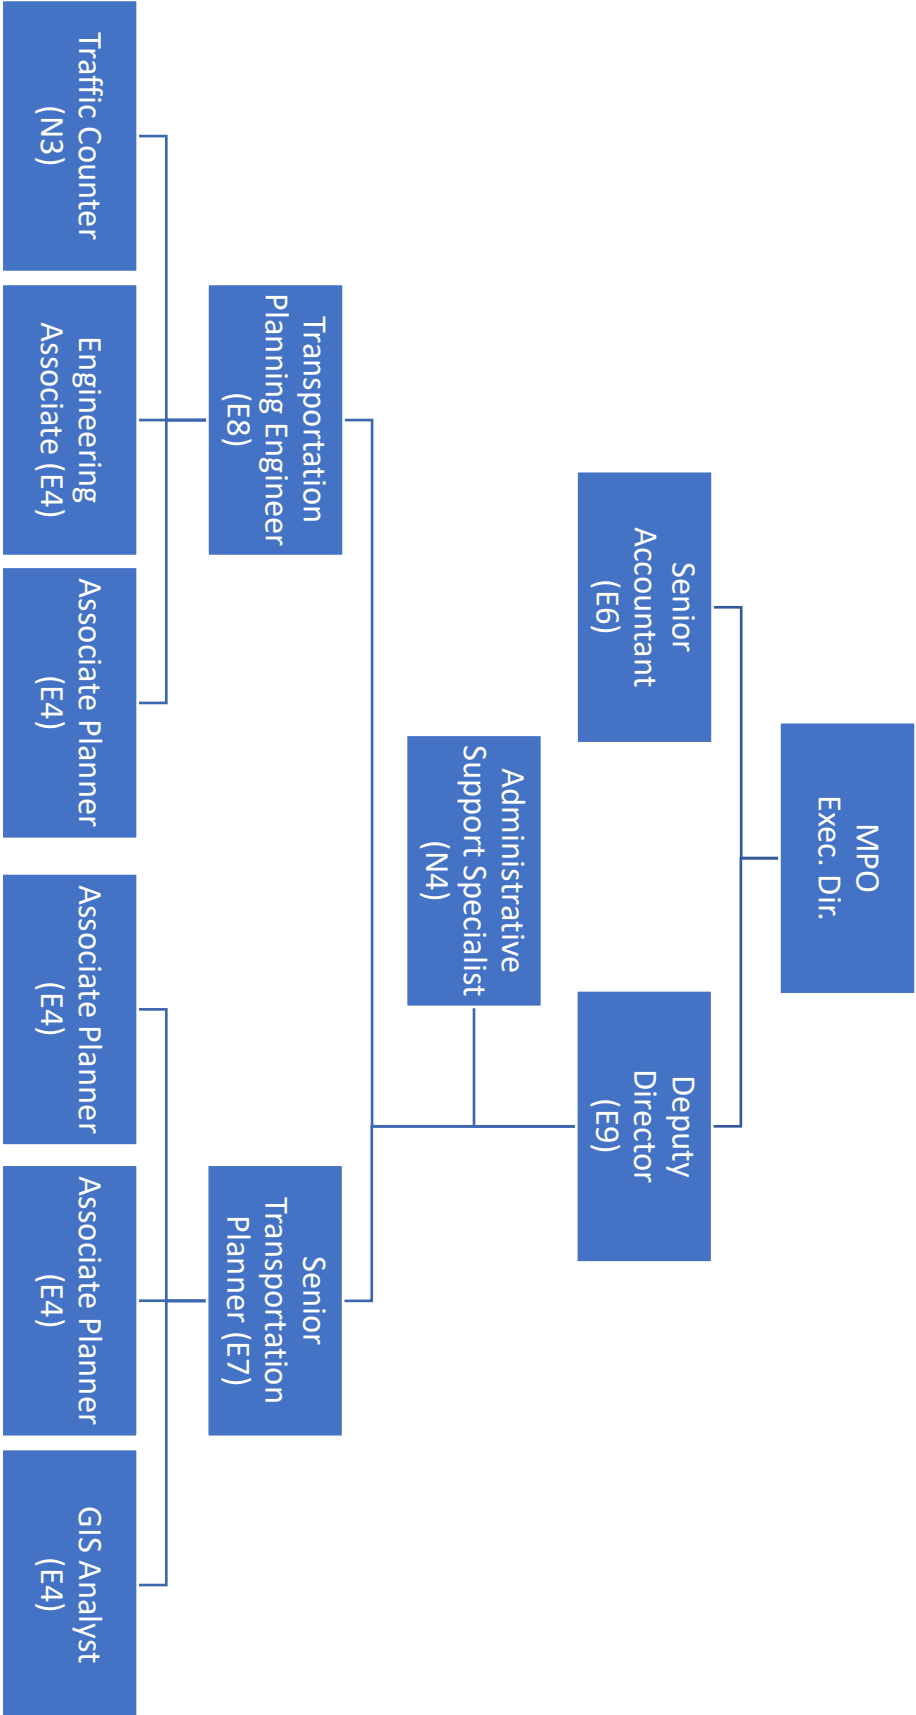 MPO
Exec. Dir.
Senior
Accountant
(E6)
Deputy
Director
(E9)
Administrative
Support Specialist
(N4)
Transportation
Planning Engineer
(E8)
Senior
Transportation
Planner (E7)
Traffic Counter
(N3)
Engineering
Associate (E4)
Associate Planner
(E4)
Associate Planner
(E4)
Associate Planner
(E4)
GIS Analyst
(E4)